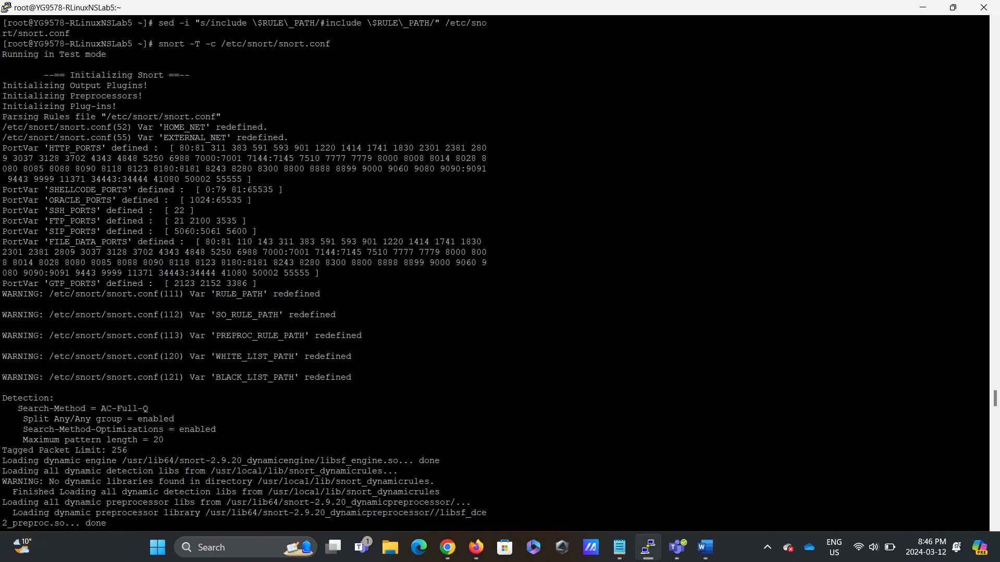 root@YG9578-RLinuxNSLab5:~
[root@YG9578-RLinuxNSLab5 ~]# sed -i "s/include \$RULE\_PATH/#include \$RULE\_PATH/" /etc/sno
rt/snort.conf
[root@YG9578-RLinuxNSLab5 ~]# snort -T -c /etc/snort/snort.conf
Running in Test mode
--== Initializing Snort ==--
Initializing Output Plugins!
Initializing Preprocessors!
Initializing Plug-ins!
Parsing Rules file "/etc/snort/snort.conf"
/etc/snort/snort.conf(52) Var 'HOME_NET' redefined.
/etc/snort/snort.conf(55) Var 'EXTERNAL_NET' redefined.
PortVar 'HTTP_PORTS' defined :  [ 80:81 311 383 591 593 901 1220 1414 1741 1830 2301 2381 280
9 3037 3128 3702 4343 4848 5250 6988 7000:7001 7144:7145 7510 7777 7779 8000 8008 8014 8028 8
080 8085 8088 8090 8118 8123 8180:8181 8243 8280 8300 8800 8888 8899 9000 9060 9080 9090:9091
9443 9999 11371 34443:34444 41080 50002 55555 ]
PortVar 'SHELLCODE_PORTS' defined :  [ 0:79 81:65535 ]
PortVar 'ORACLE_PORTS' defined :  [ 1024:65535 ]
PortVar 'SSH_PORTS' defined :  [ 22 ]
PortVar 'FTP_PORTS' defined :  [ 21 2100 3535 ]
PortVar 'SIP_PORTS' defined :  [ 5060:5061 5600 ]
PortVar 'FILE_DATA_PORTS' defined :  [ 80:81 110 143 311 383 591 593 901 1220 1414 1741 1830
2301 2381 2809 3037 3128 3702 4343 4848 5250 6988 7000:7001 7144:7145 7510 7777 7779 8000 800
8 8014 8028 8080 8085 8088 8090 8118 8123 8180:8181 8243 8280 8300 8800 8888 8899 9000 9060 9
080 9090:9091 9443 9999 11371 34443:34444 41080 50002 55555 ]
PortVar 'GTP_PORTS' defined :  [ 2123 2152 3386 ]
WARNING: /etc/snort/snort.conf(111) Var 'RULE_PATH' redefined
WARNING: /etc/snort/snort.conf(112) Var 'SO_RULE_PATH' redefined
WARNING: /etc/snort/snort.conf(113) Var 'PREPROC_RULE_PATH' redefined
WARNING: /etc/snort/snort.conf(120) Var 'WHITE_LIST_PATH' redefined
WARNING: /etc/snort/snort.conf(121) Var 'BLACK_LIST_PATH' redefined
Detection:
Search-Method = AC-Full-Q
Split Any/Any group = enabled
Search-Method-Optimizations = enabled
Maximum pattern length = 20
Tagged Packet Limit: 256
Loading dynamic engine /usr/lib64/snort-2.9.20_dynamicengine/libsf_engine.so... done
Loading all dynamic detection libs from /usr/local/lib/snort_dynamicrules...
WARNING: No dynamic libraries found in directory /usr/local/lib/snort_dynamicrules.
Finished Loading all dynamic detection libs from /usr/local/lib/snort_dynamicrules
Loading all dynamic preprocessor libs from /usr/lib64/snort-2.9.20_dynamicpreprocessor/...
Loading dynamic preprocessor library /usr/lib64/snort-2.9.20_dynamicpreprocessor//libsf_dce
2_preproc.so... done
10°
Search
1
ENG
US
8:46 PM
2024-03-12
PRE